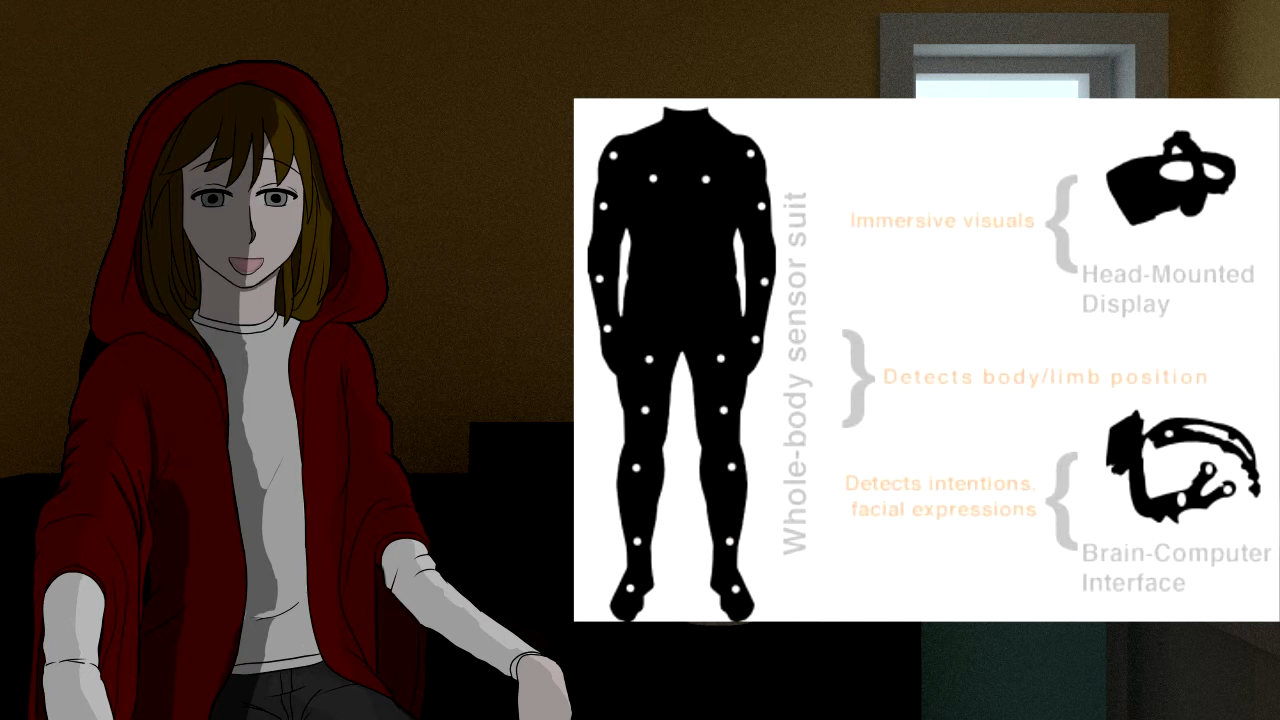 Whole-body sensor suit
Immersive visuals
Head-Mounted
Display
Detects body/limb position
Detects intentions,
facial expressions
Brain-Computer
Interface